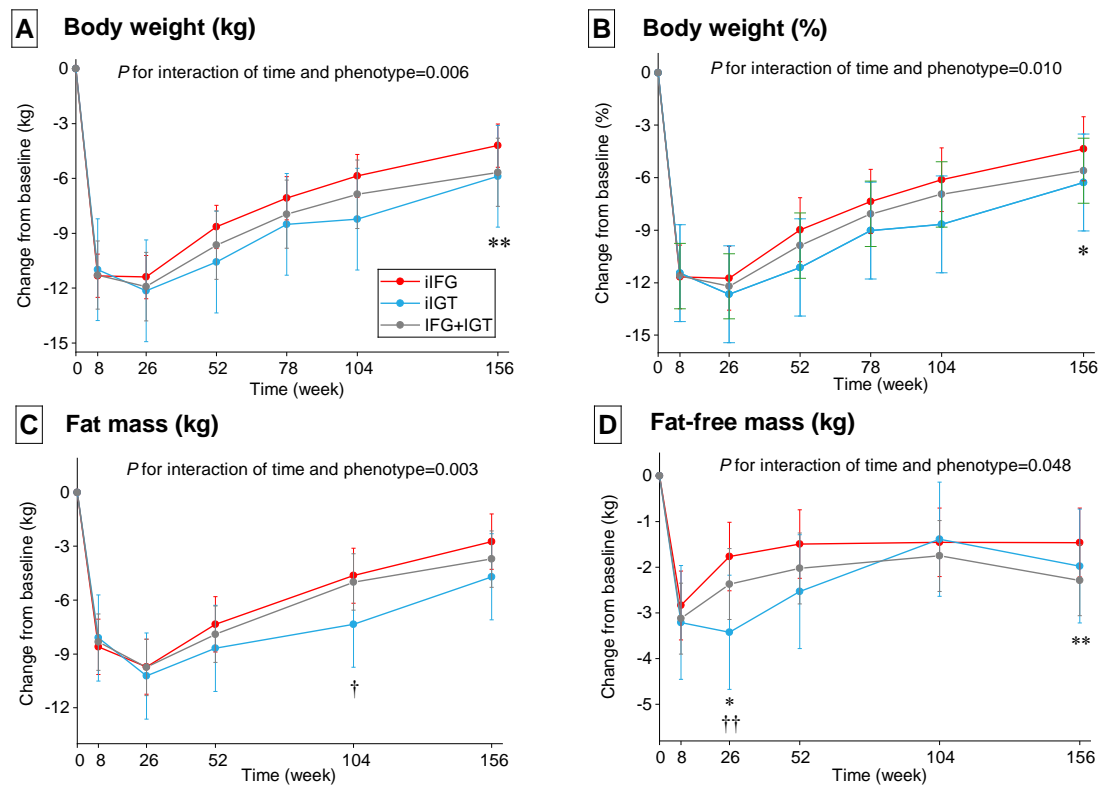 A Body weight (kg)
P for interaction of time and phenotype=0.006
Change from baseline (kg)
0
-3
-6
-9
-12
-15
**
iIFG
iIGT
IFG+IGT
0 8 26 52 78 104 156
Time (week)
B Body weight (%)
P for interaction of time and phenotype=0.010
Change from baseline (%)
0
-3
-6
-9
-12
-15
*
0 8 26 52 78 104 156
Time (week)
C Fat mass (kg)
P for interaction of time and phenotype=0.003
Change from baseline (kg)
0
-3
-6
-9
-12
†
0 8 26 52 104 156
Time (week)
D Fat-free mass (kg)
P for interaction of time and phenotype=0.048
Change from baseline (kg)
0
-1
-2
-3
-4
-5
**
*
††
0 8 26 52 104 156
Time (week)